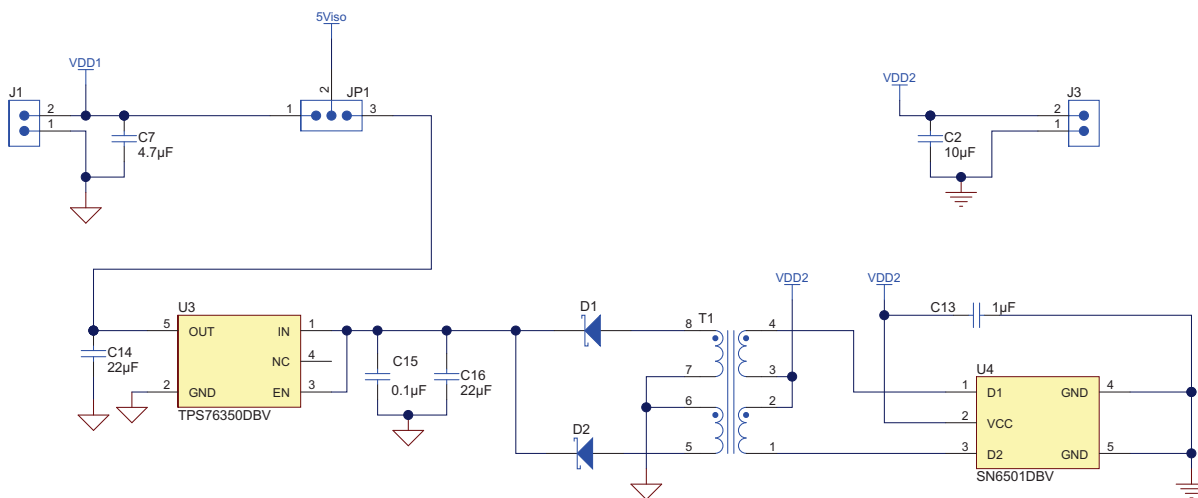 5Viso
VDD1
VDD2
J1
2
1
C7
4.7µF
1
2
JP1
3
C2
10µF
J3
2
1
U3
5 OUT IN 1
NC 4
2 GND EN 3
TPS76350DBV
C14
22µF
C15
0.1µF
C16
22µF
D1
D2
T1
8
7
6
5
4
3
2
1
VDD2
VDD2
C13
1µF
U4
1 D1 GND 4
2 VCC
3 D2 GND 5
SN6501DBV